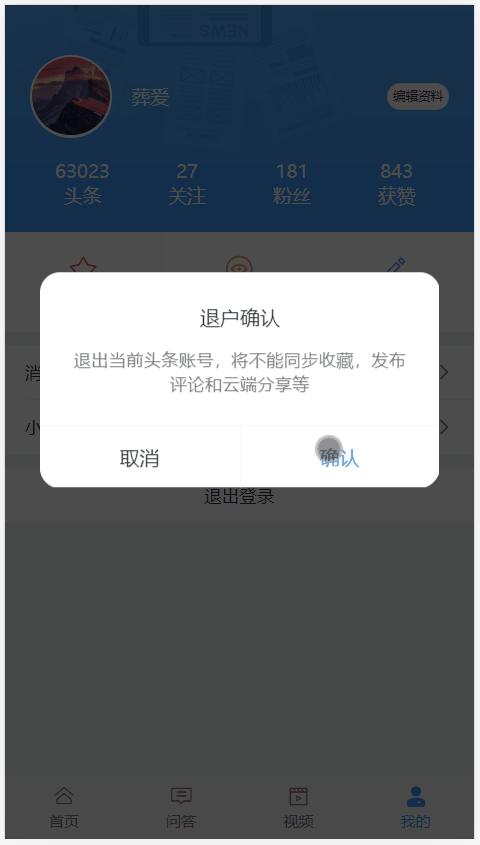 NEWS
葬爱
编辑资料
63023 27 181 843
头条 关注 粉丝 获赞
退户确认
退出当前头条账号，将不能同步收藏，发布
评论和云端分享等
消
小
取消 确认
退出登录
首页 问答 视频 我的